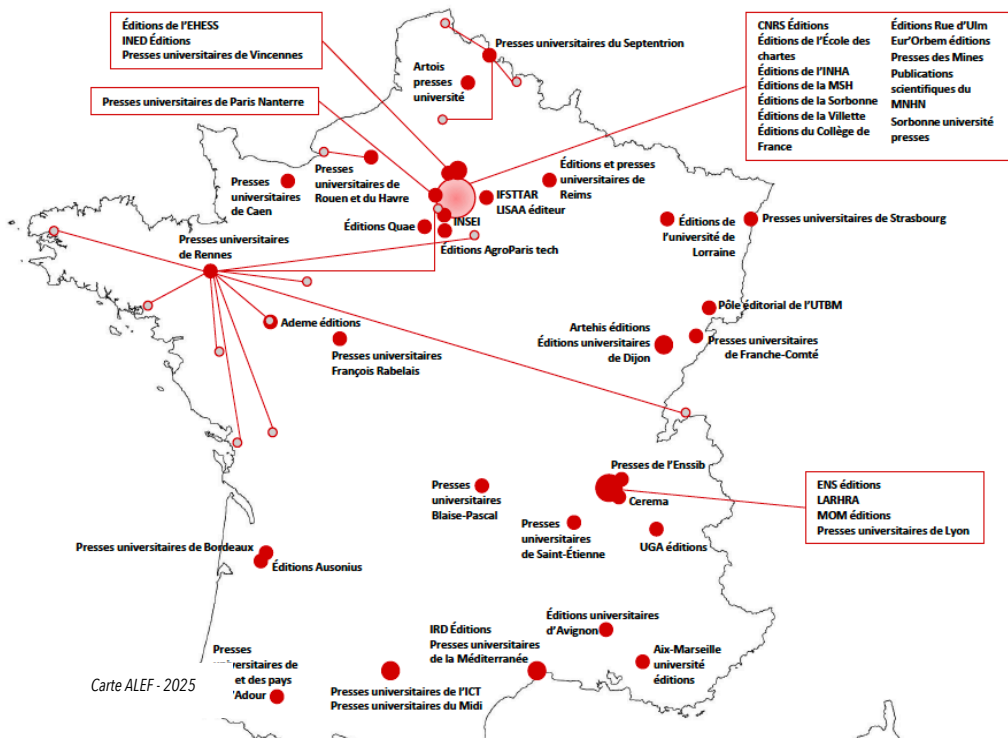 Éditions de l'EHESS
INED Éditions
Presses universitaires de Vincennes
Presses universitaires de Paris Nanterre
Presses universitaires du Septentrion
Artois
presses
université
CNRS Éditions
Éditions de l'École des
chartes
Éditions de l'INHA
Éditions de la MSH
Éditions de la Sorbonne
Éditions de la Villette
Éditions du Collège de
France
Éditions Rue d'Ulm
Eur'Orbem éditions
Presses des Mines
Publications
scientifiques du
MNHN
Sorbonne université
presses
Presses
universitaires
de Caen
Presses
universitaires de
Rouen et du Havre
Éditions et presses
universitaires de
Reims
IFSTTAR
LISAA éditeur
INSEI
Éditions Quae
Éditions AgroParis tech
Éditions de
l'université de
Lorraine
Presses universitaires de Strasbourg
Presses universitaires
de Rennes
Pôle éditorial de l'UTBM
Ademe éditions
Presses universitaires
François Rabelais
Artehis éditions
Éditions universitaires
de Dijon
Presses universitaires
de Franche-Comté
Presses de l'Enssib
Cerema
Presses
universitaires
Blaise-Pascal
Presses
universitaires
de Saint-Étienne
UGA éditions
ENS éditions
LARHRA
MOM éditions
Presses universitaires de Lyon
Presses universitaires de Bordeaux
Éditions Ausonius
Éditions universitaires
d'Avignon
IRD Éditions
Presses universitaires
de la Méditerranée
Aix-Marseille
université
éditions
Presses
versitaires de
et des pays
'Adour
Presses universitaires de l'ICT
Presses universitaires du Midi
Carte ALEF - 2025